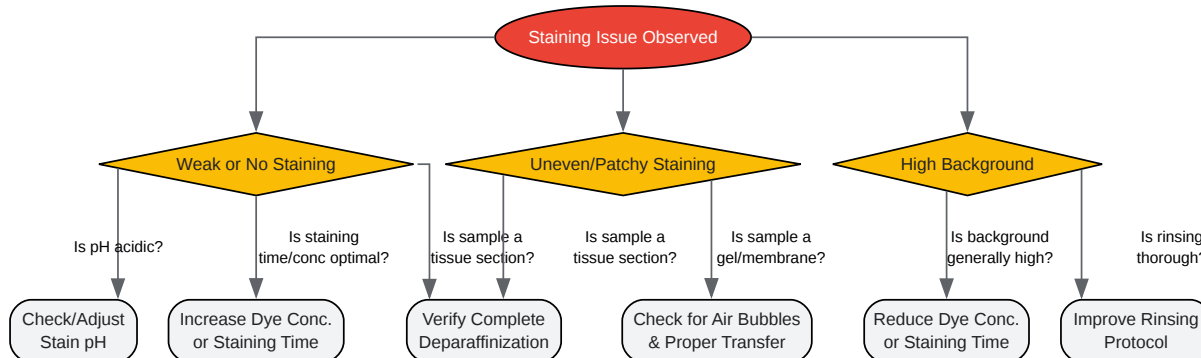 Staining Issue Observed
Weak or No Staining
Uneven/Patchy Staining
High Background
Is pH acidic?
Is staining
time/conc optimal?
Is sample a
tissue section?
Is sample a
tissue section?
Is sample a
gel/membrane?
Is background
generally high?
Is rinsing
thorough?
Check/Adjust
Stain pH
Increase Dye Conc.
or Staining Time
Verify Complete
Deparaffinization
Check for Air Bubbles
& Proper Transfer
Reduce Dye Conc.
or Staining Time
Improve Rinsing
Protocol